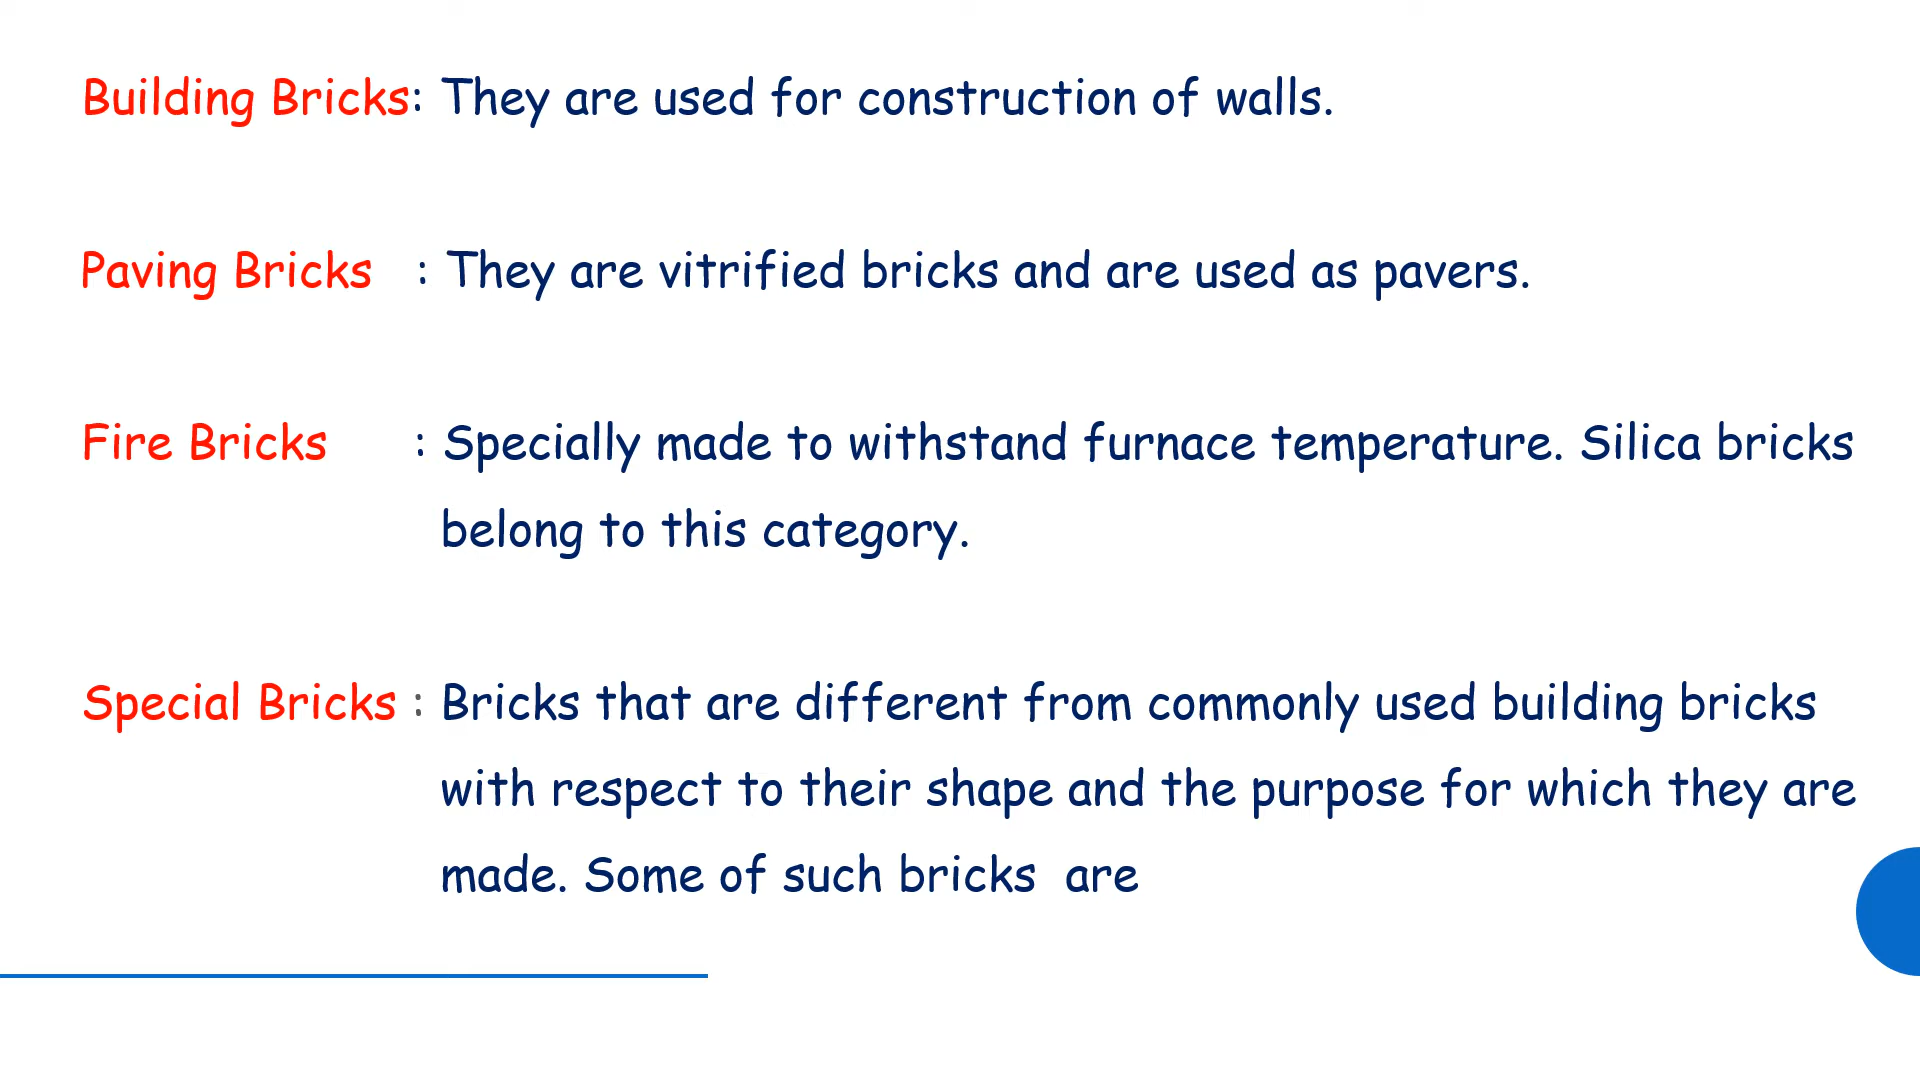 Building Bricks: They are used for construction of walls.
Paving Bricks : They are vitrified bricks and are used as pavers.
Fire Bricks : Specially made to withstand furnace temperature. Silica bricks
belong to this category.
Special Bricks : Bricks that are different from commonly used building bricks
with respect to their shape and the purpose for which they are
made. Some of such bricks are